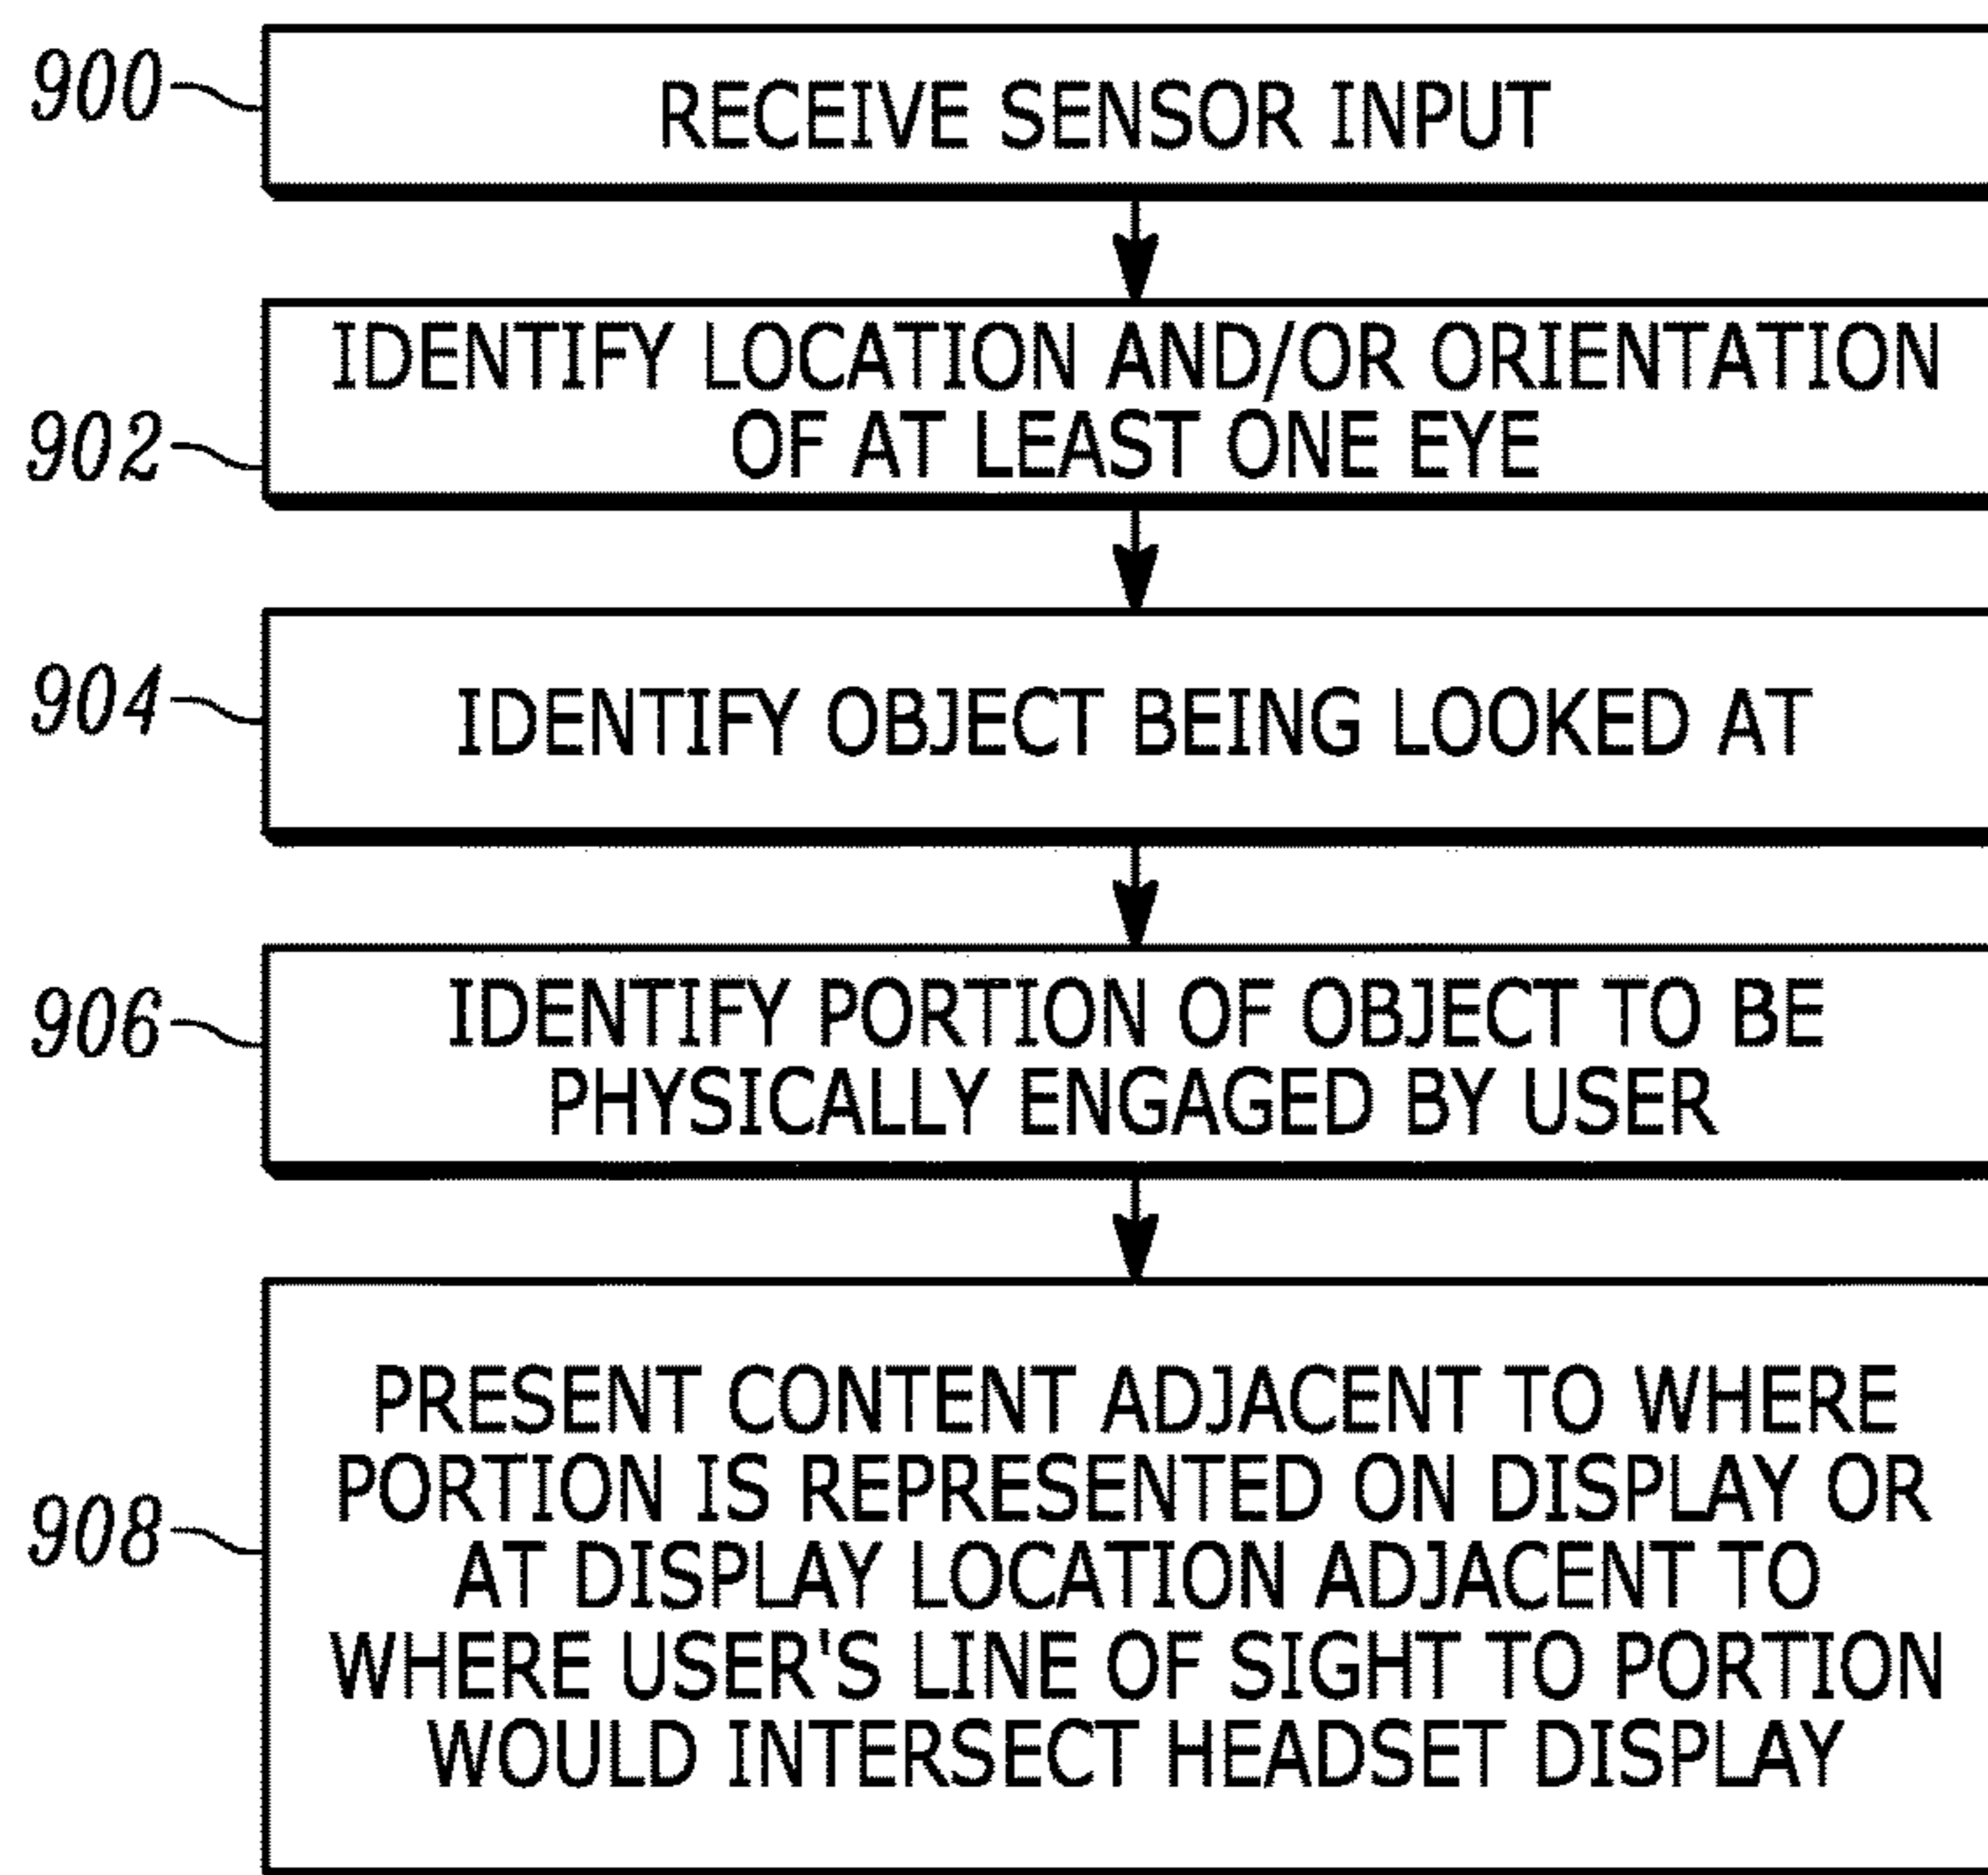 900
RECEIVE SENSOR INPUT
IDENTIFY LOCATION AND/OR ORIENTATION
902
OF AT LEAST ONE EYE
904
IDENTIFY OBJECT BEING LOOKED AT
906
IDENTIFY PORTION OF OBJECT TO BE
PHYSICALLY ENGAGED BY USER
908
PRESENT CONTENT ADJACENT TO WHERE
PORTION IS REPRESENTED ON DISPLAY OR
AT DISPLAY LOCATION ADJACENT TO
WHERE USER'S LINE OF SIGHT TO PORTION
WOULD INTERSECT HEADSET DISPLAY